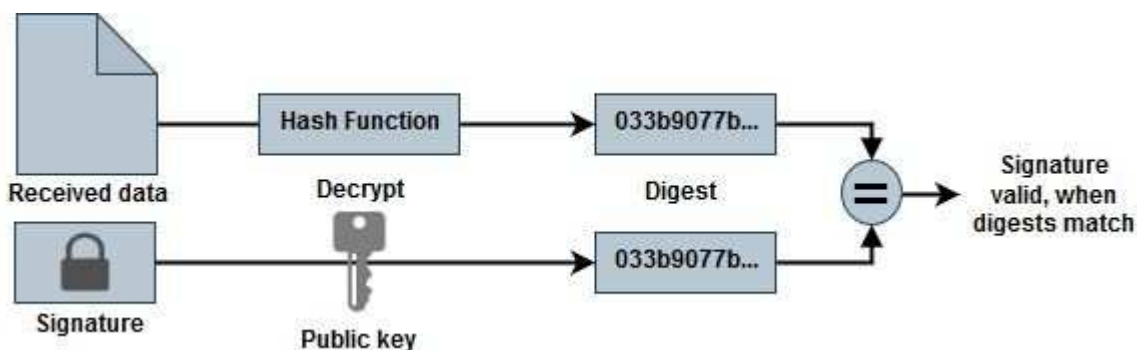 Hash Function
033b9077b...
Received data
Decrypt
Digest
=
Signature
valid, when
digests match
033b9077b...
Signature
Public key